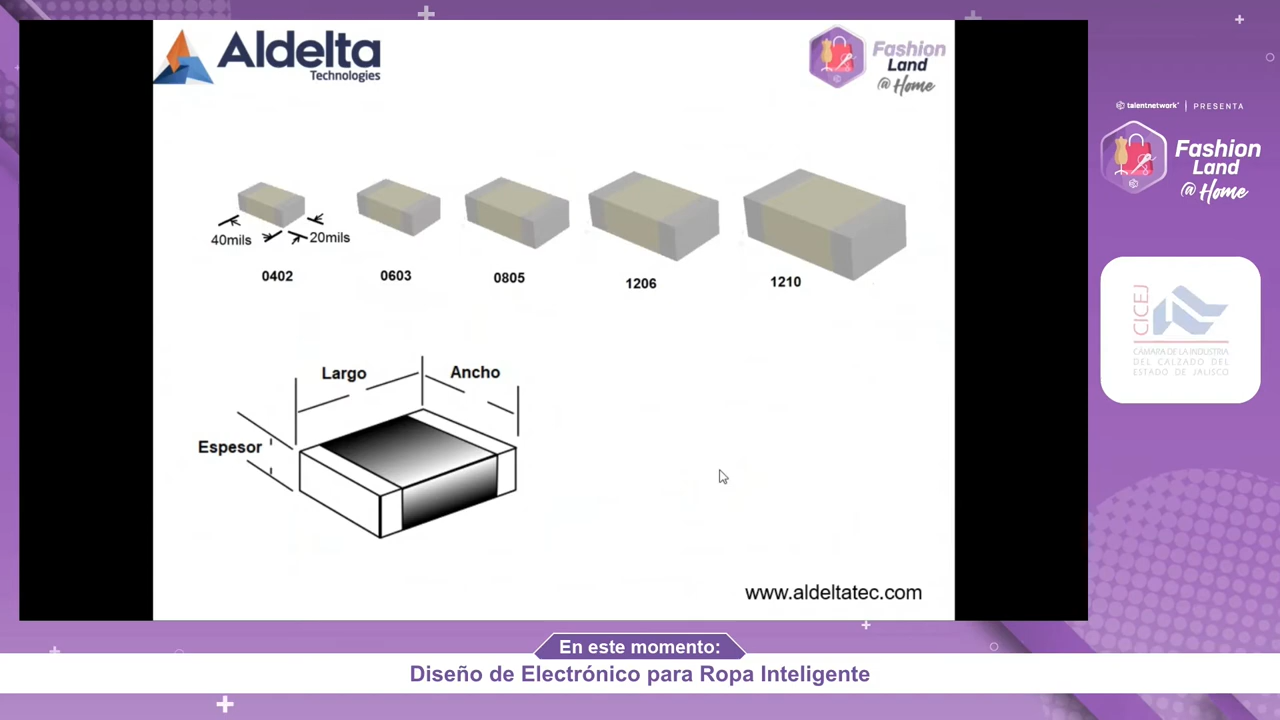 Aldelta
Technologies
Fashion
Land
@ Home
talentnetwork | PRESENTA
Fashion
Land
@ Home
40mils
20mils
0402
0603
0805
1206
1210
CICEJ
CÁMARA DE LA INDUSTRIA
DEL CALZADO DEL
ESTADO DE JALISCO
Largo
Ancho
Espesor
www.aldeltatec.com
En este momento:
Diseño de Electrónico para Ropa Inteligente